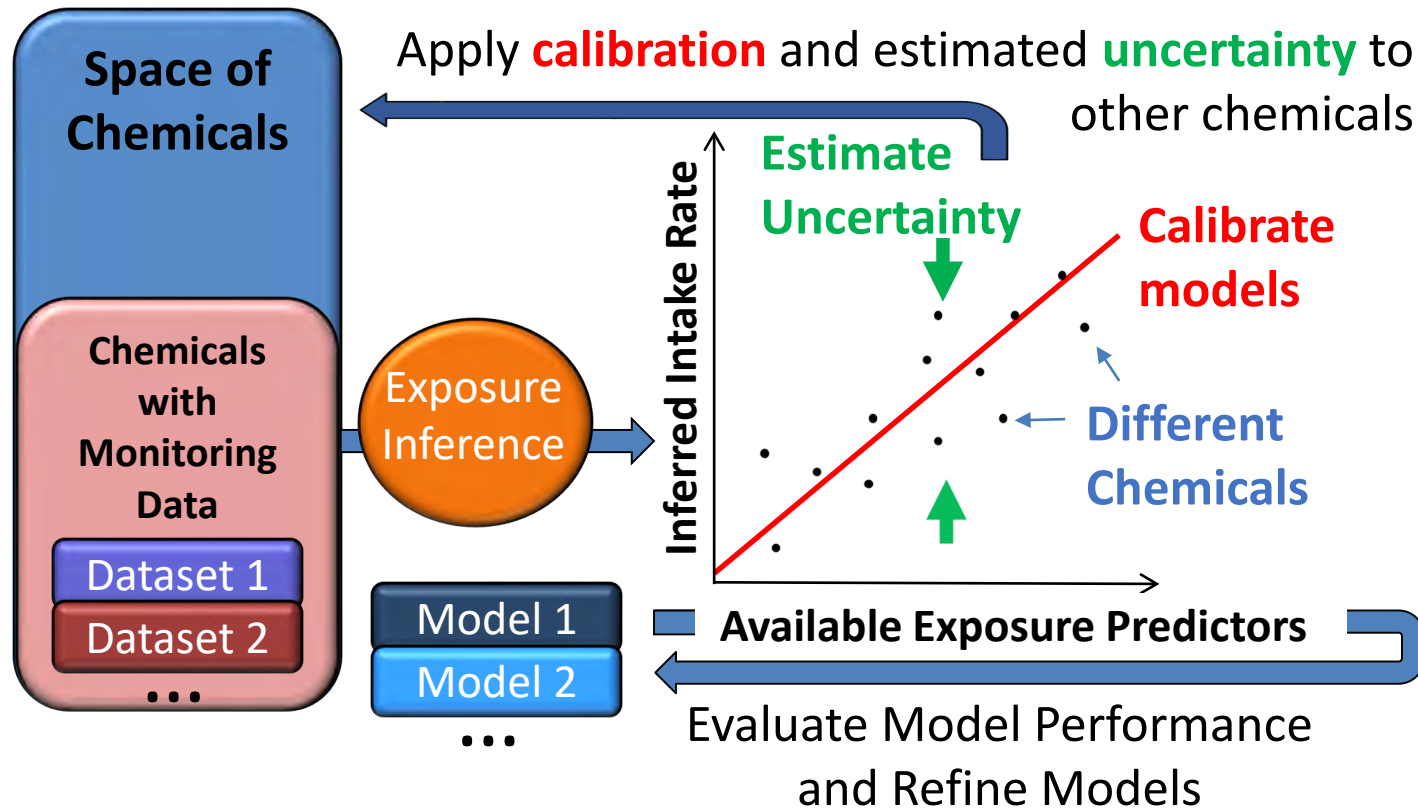 Space of
Chemicals
Apply calibration and estimated uncertainty to
other chemicals
Chemicals
with
Monitoring
Data
Dataset 1
Dataset 2
...
Exposure
Inference
Model 1
Model 2
...
Inferred Intake Rate
Estimate
Uncertainty
Calibrate
models
Different
Chemicals
Available Exposure Predictors
Evaluate Model Performance
and Refine Models